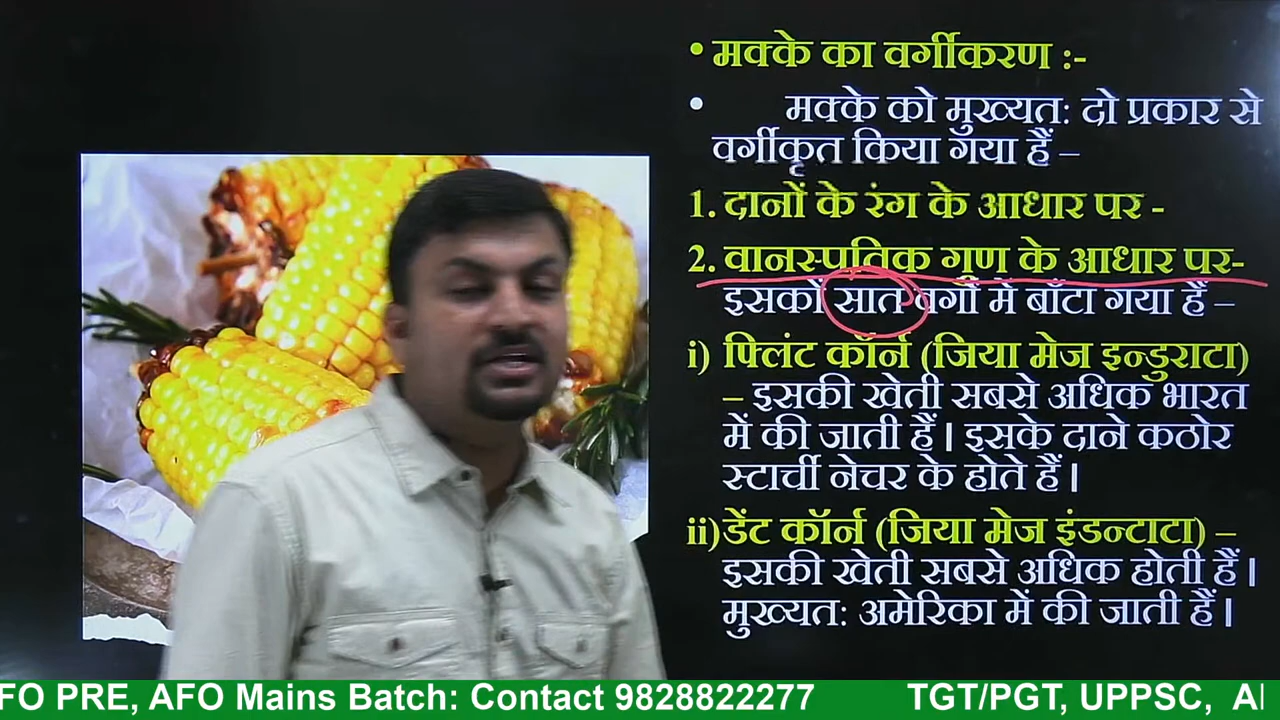 • मक्के का वर्गीकरण :-
• मक्के को मुख्यत: दो प्रकार से
वर्गीकृत किया गया हैं –
1. दानों के रंग के आधार पर -
2. वानस्पतिक गुण के आधार पर-
इसको सात वर्गों में बाँटा गया हैं –
i) फ्लिंट कॉर्न (जिया मेज इन्डुराटा)
– इसकी खेती सबसे अधिक भारत
में की जाती हैं | इसके दाने कठोर
स्टार्ची नेचर के होते हैं |
ii) डेंट कॉर्न (जिया मेज इंडन्टाटा) –
इसकी खेती सबसे अधिक होती हैं |
मुख्यत: अमेरिका में की जाती हैं |
FO PRE, AFO Mains Batch: Contact 9828822777 TGT/PGT, UPPSC,